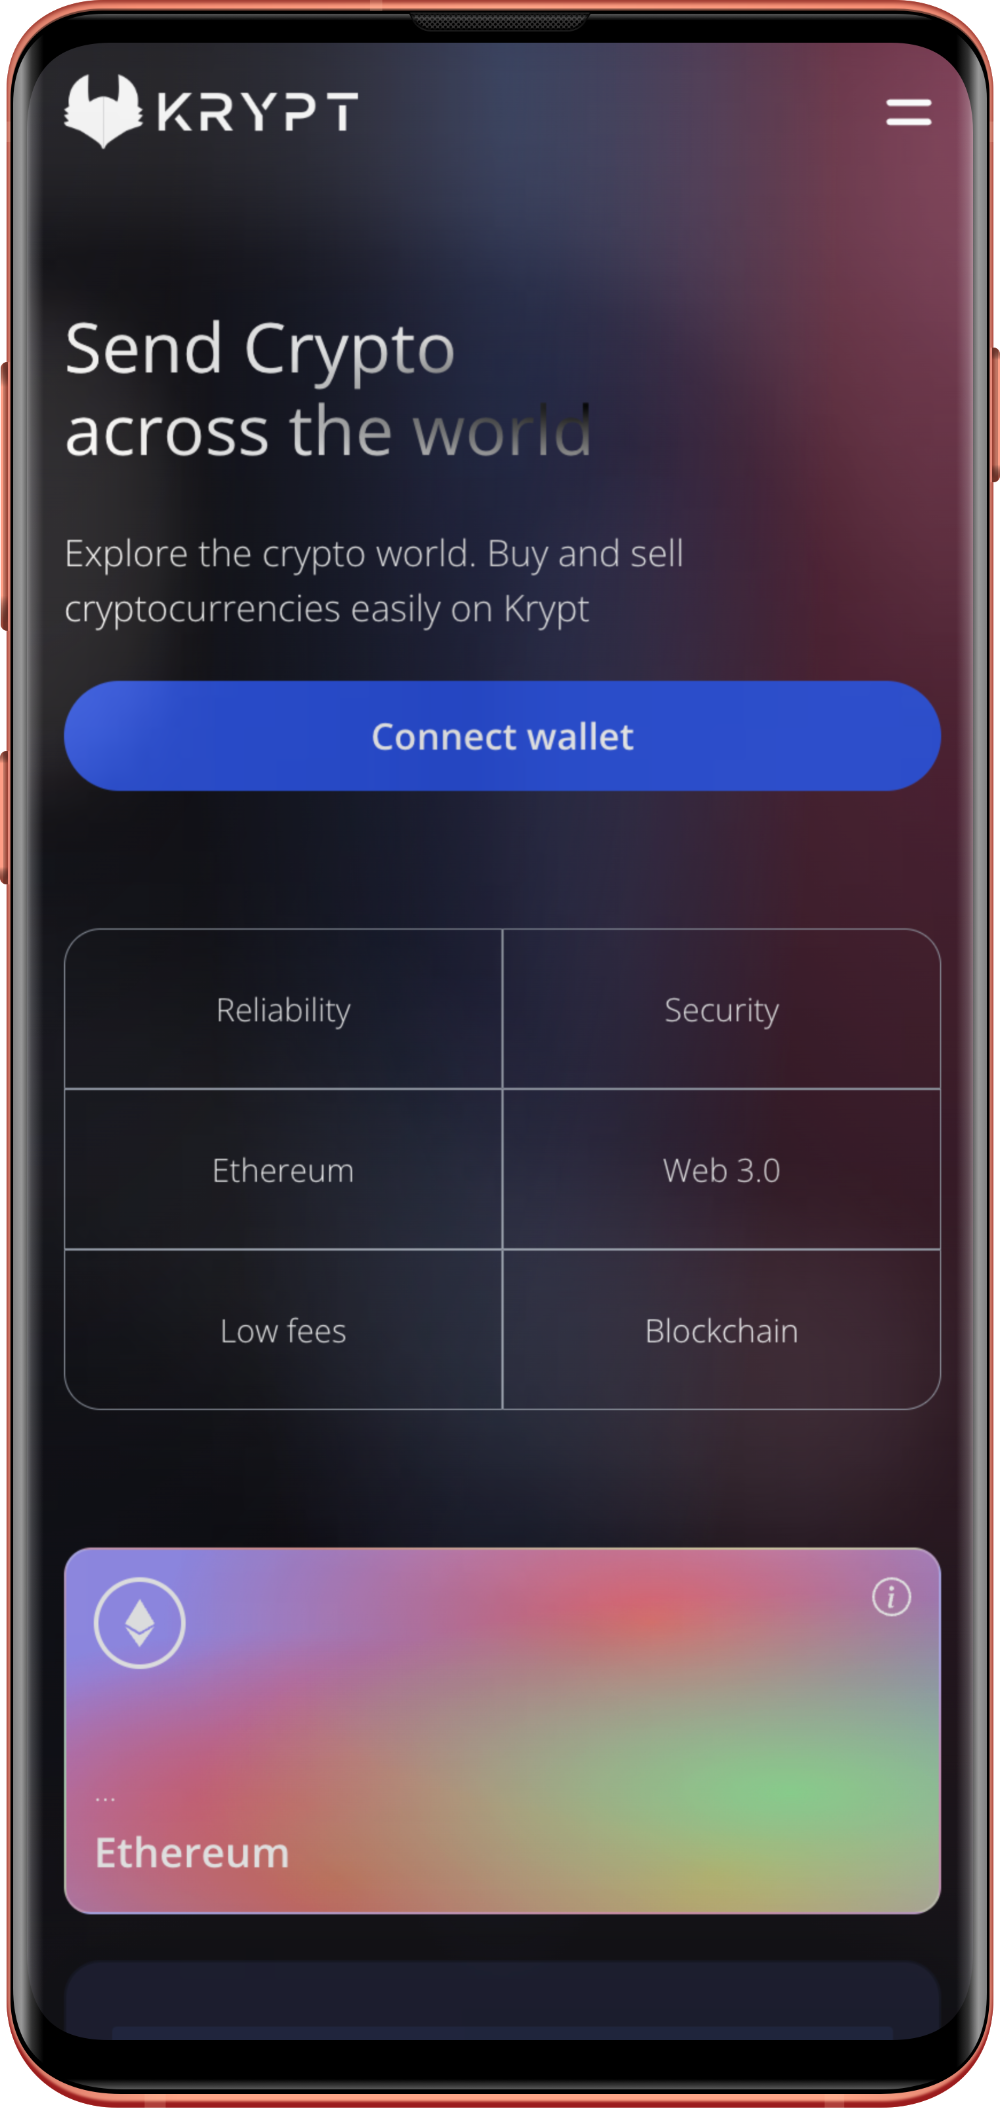 KRYPT
Send Crypto
across the world
Explore the crypto world. Buy and sell
cryptocurrencies easily on Krypt
Connect wallet
Reliability
Security
Ethereum
Web 3.0
Low fees
Blockchain
i
...
Ethereum